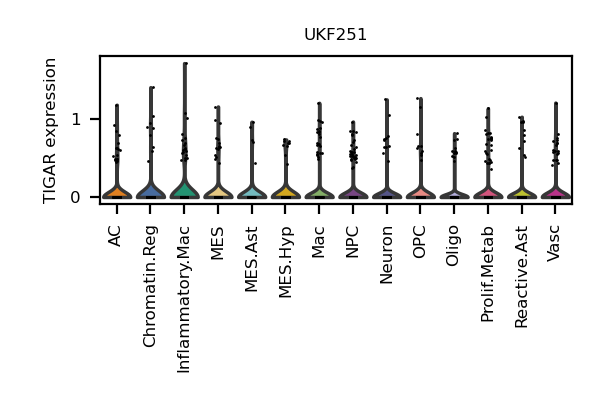 UKF251
TIGAR expression
1
0
AC
Chromatin.Reg
Inflammatory.Mac
MES
MES.Ast
MES.Hyp
Mac
NPC
Neuron
OPC
Oligo
Prolif.Metab
Reactive.Ast
Vasc